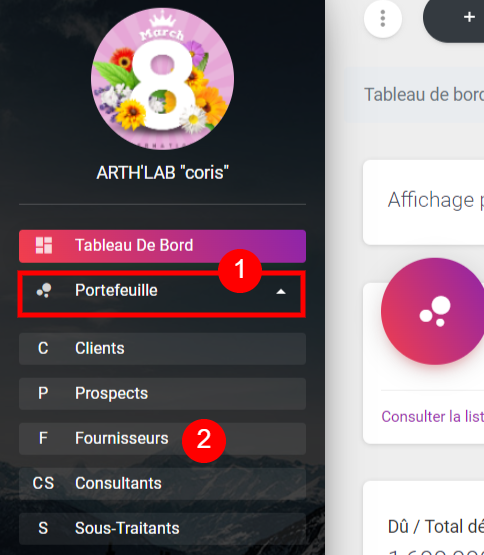 March
8
ARTH'LAB "coris"
Tableau De Bord
1
Portefeuille
C Clients
P Prospects
F Fournisseurs 2
CS Consultants
S Sous-Traitants
+
Tableau de bord
Affichage p
Consulter la list
Dû / Total dé